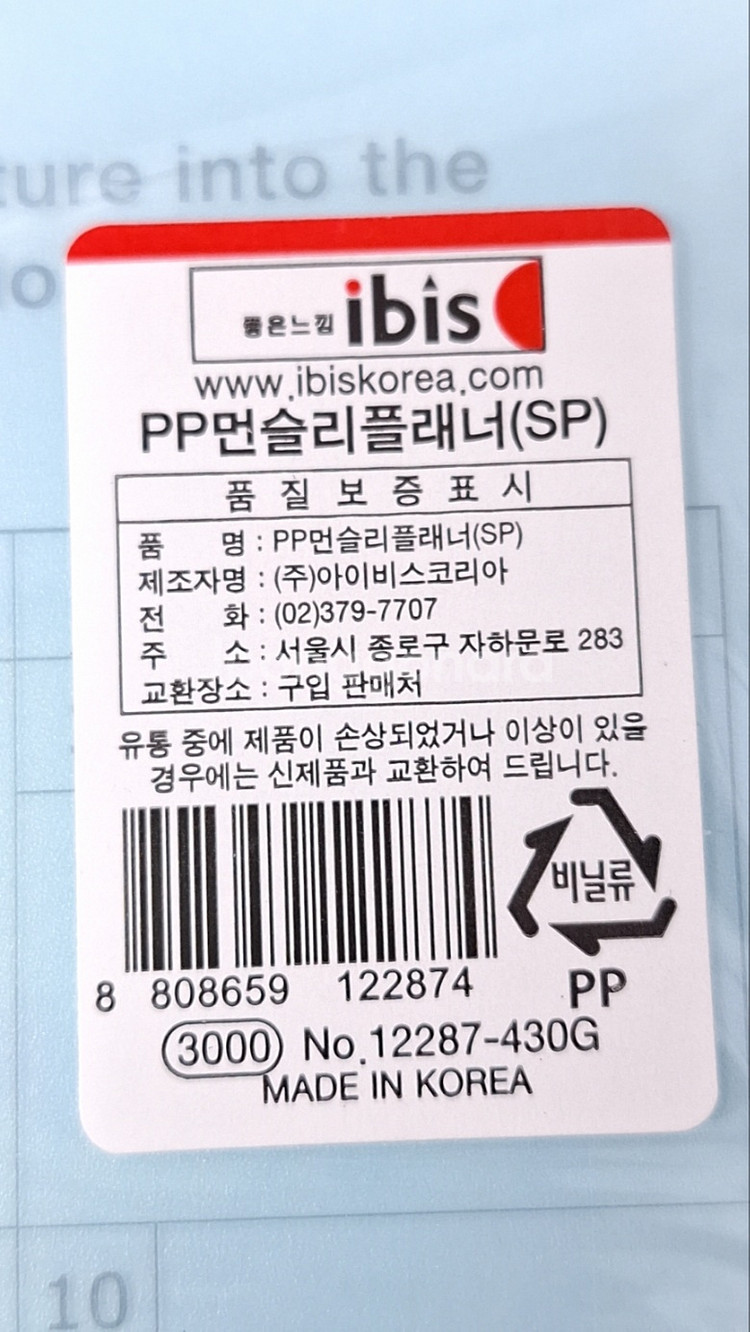 ture into the
io
좋은느낌 ibis
www.ibiskorea.com
PP먼슬리플래너(SP)
품 질 보 증 표 시
품 명 : PP먼슬리플래너(SP)
제조자명 : (주)아이비스코리아
전 화 : (02)379-7707
주 소 : 서울시 종로구 자하문로 283
교환장소 : 구입 판매처
유통 중에 제품이 손상되었거나 이상이 있을
경우에는 신제품과 교환하여 드립니다.
비닐류
8 808659 122874
PP
3000 No.12287-430G
MADE IN KOREA
10